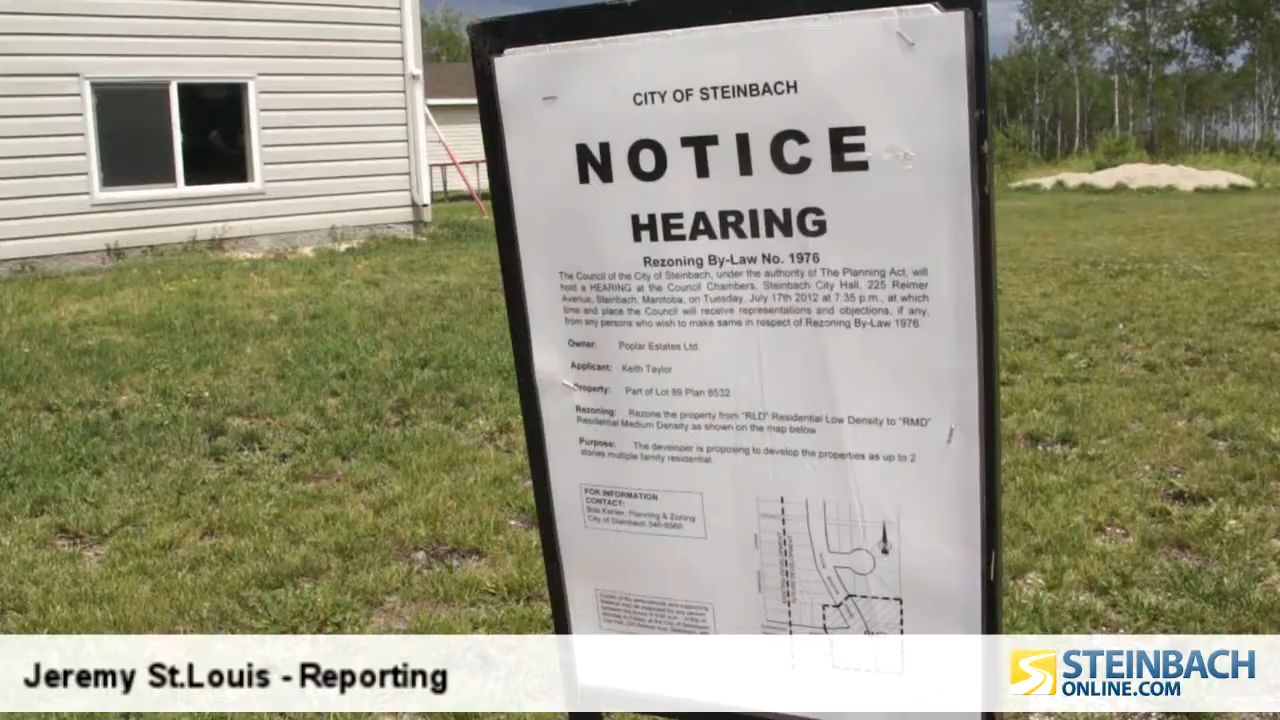 CITY OF STEINBACH
NOTICE
HEARING
Rezoning By-Law No. 1976
The Council of the City of Steinbach, under the authority of The Planning Act, will
hold a HEARING at the Council Chambers, Steinbach City Hall, 225 Reimer
Avenue, Steinbach, Manitoba, on Tuesday, July 17th 2012 at 7:35 p.m., at which
time and place the Council will receive representations and objections, if any,
from any persons who wish to make same in respect of Rezoning By-Law 1976.
Owner: Poplar Estates Ltd.
Applicant: Keith Taylor
Property: Part of Lot 89 Plan 8532
Rezoning: Rezone the property from "RLD" Residential Low Density to "RMD"
Residential Medium Density as shown on the map below
Purpose: The developer is proposing to develop the properties as up to 2
stories multiple family residential.
FOR INFORMATION
CONTACT:
Planning & Zoning
City of Steinbach
Jeremy St.Louis - Reporting
STEINBACH
ONLINE.COM